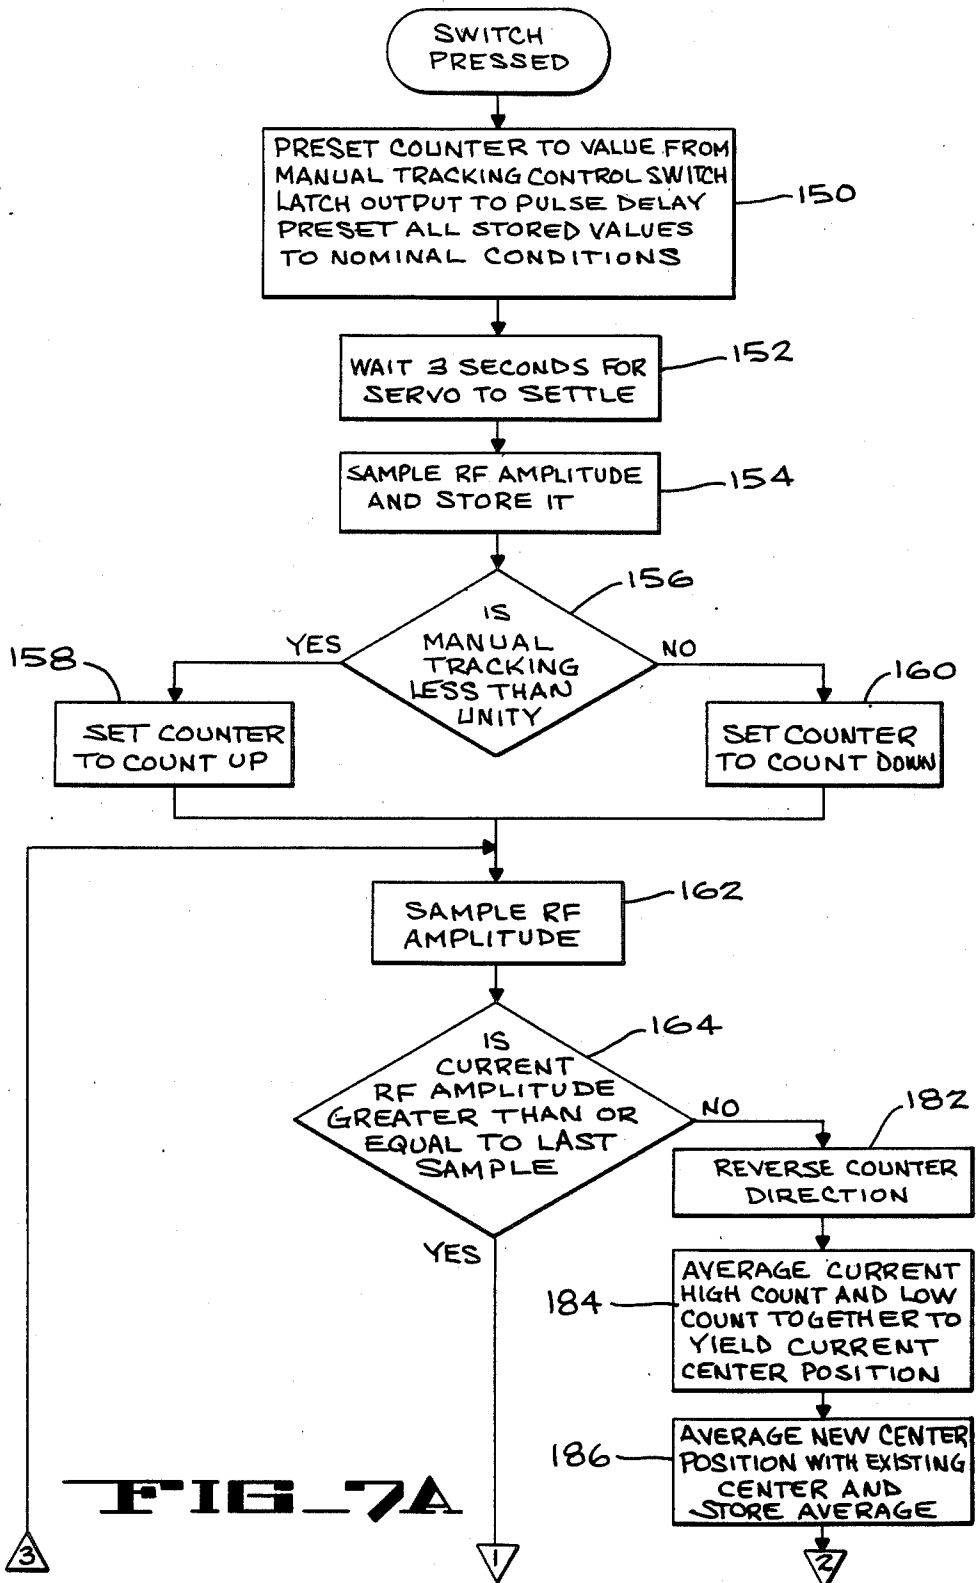 SWITCH
PRESSED
PRESET COUNTER TO VALUE FROM
MANUAL TRACKING CONTROL SWITCH
LATCH OUTPUT TO PULSE DELAY
PRESET ALL STORED VALUES
TO NOMINAL CONDITIONS
150
WAIT 3 SECONDS FOR
SERVO TO SETTLE
152
SAMPLE RF AMPLITUDE
AND STORE IT
154
156
IS
MANUAL
TRACKING
LESS THAN
UNITY
YES
NO
158
SET COUNTER
TO COUNT UP
160
SET COUNTER
TO COUNT DOWN
162
SAMPLE RF
AMPLITUDE
164
IS
CURRENT
RF AMPLITUDE
GREATER THAN OR
EQUAL TO LAST
SAMPLE
NO
YES
182
REVERSE COUNTER
DIRECTION
184
AVERAGE CURRENT
HIGH COUNT AND LOW
COUNT TOGETHER TO
YIELD CURRENT
CENTER POSITION
186
AVERAGE NEW CENTER
POSITION WITH EXISTING
CENTER AND
STORE AVERAGE
FIG_7A
3
1
2